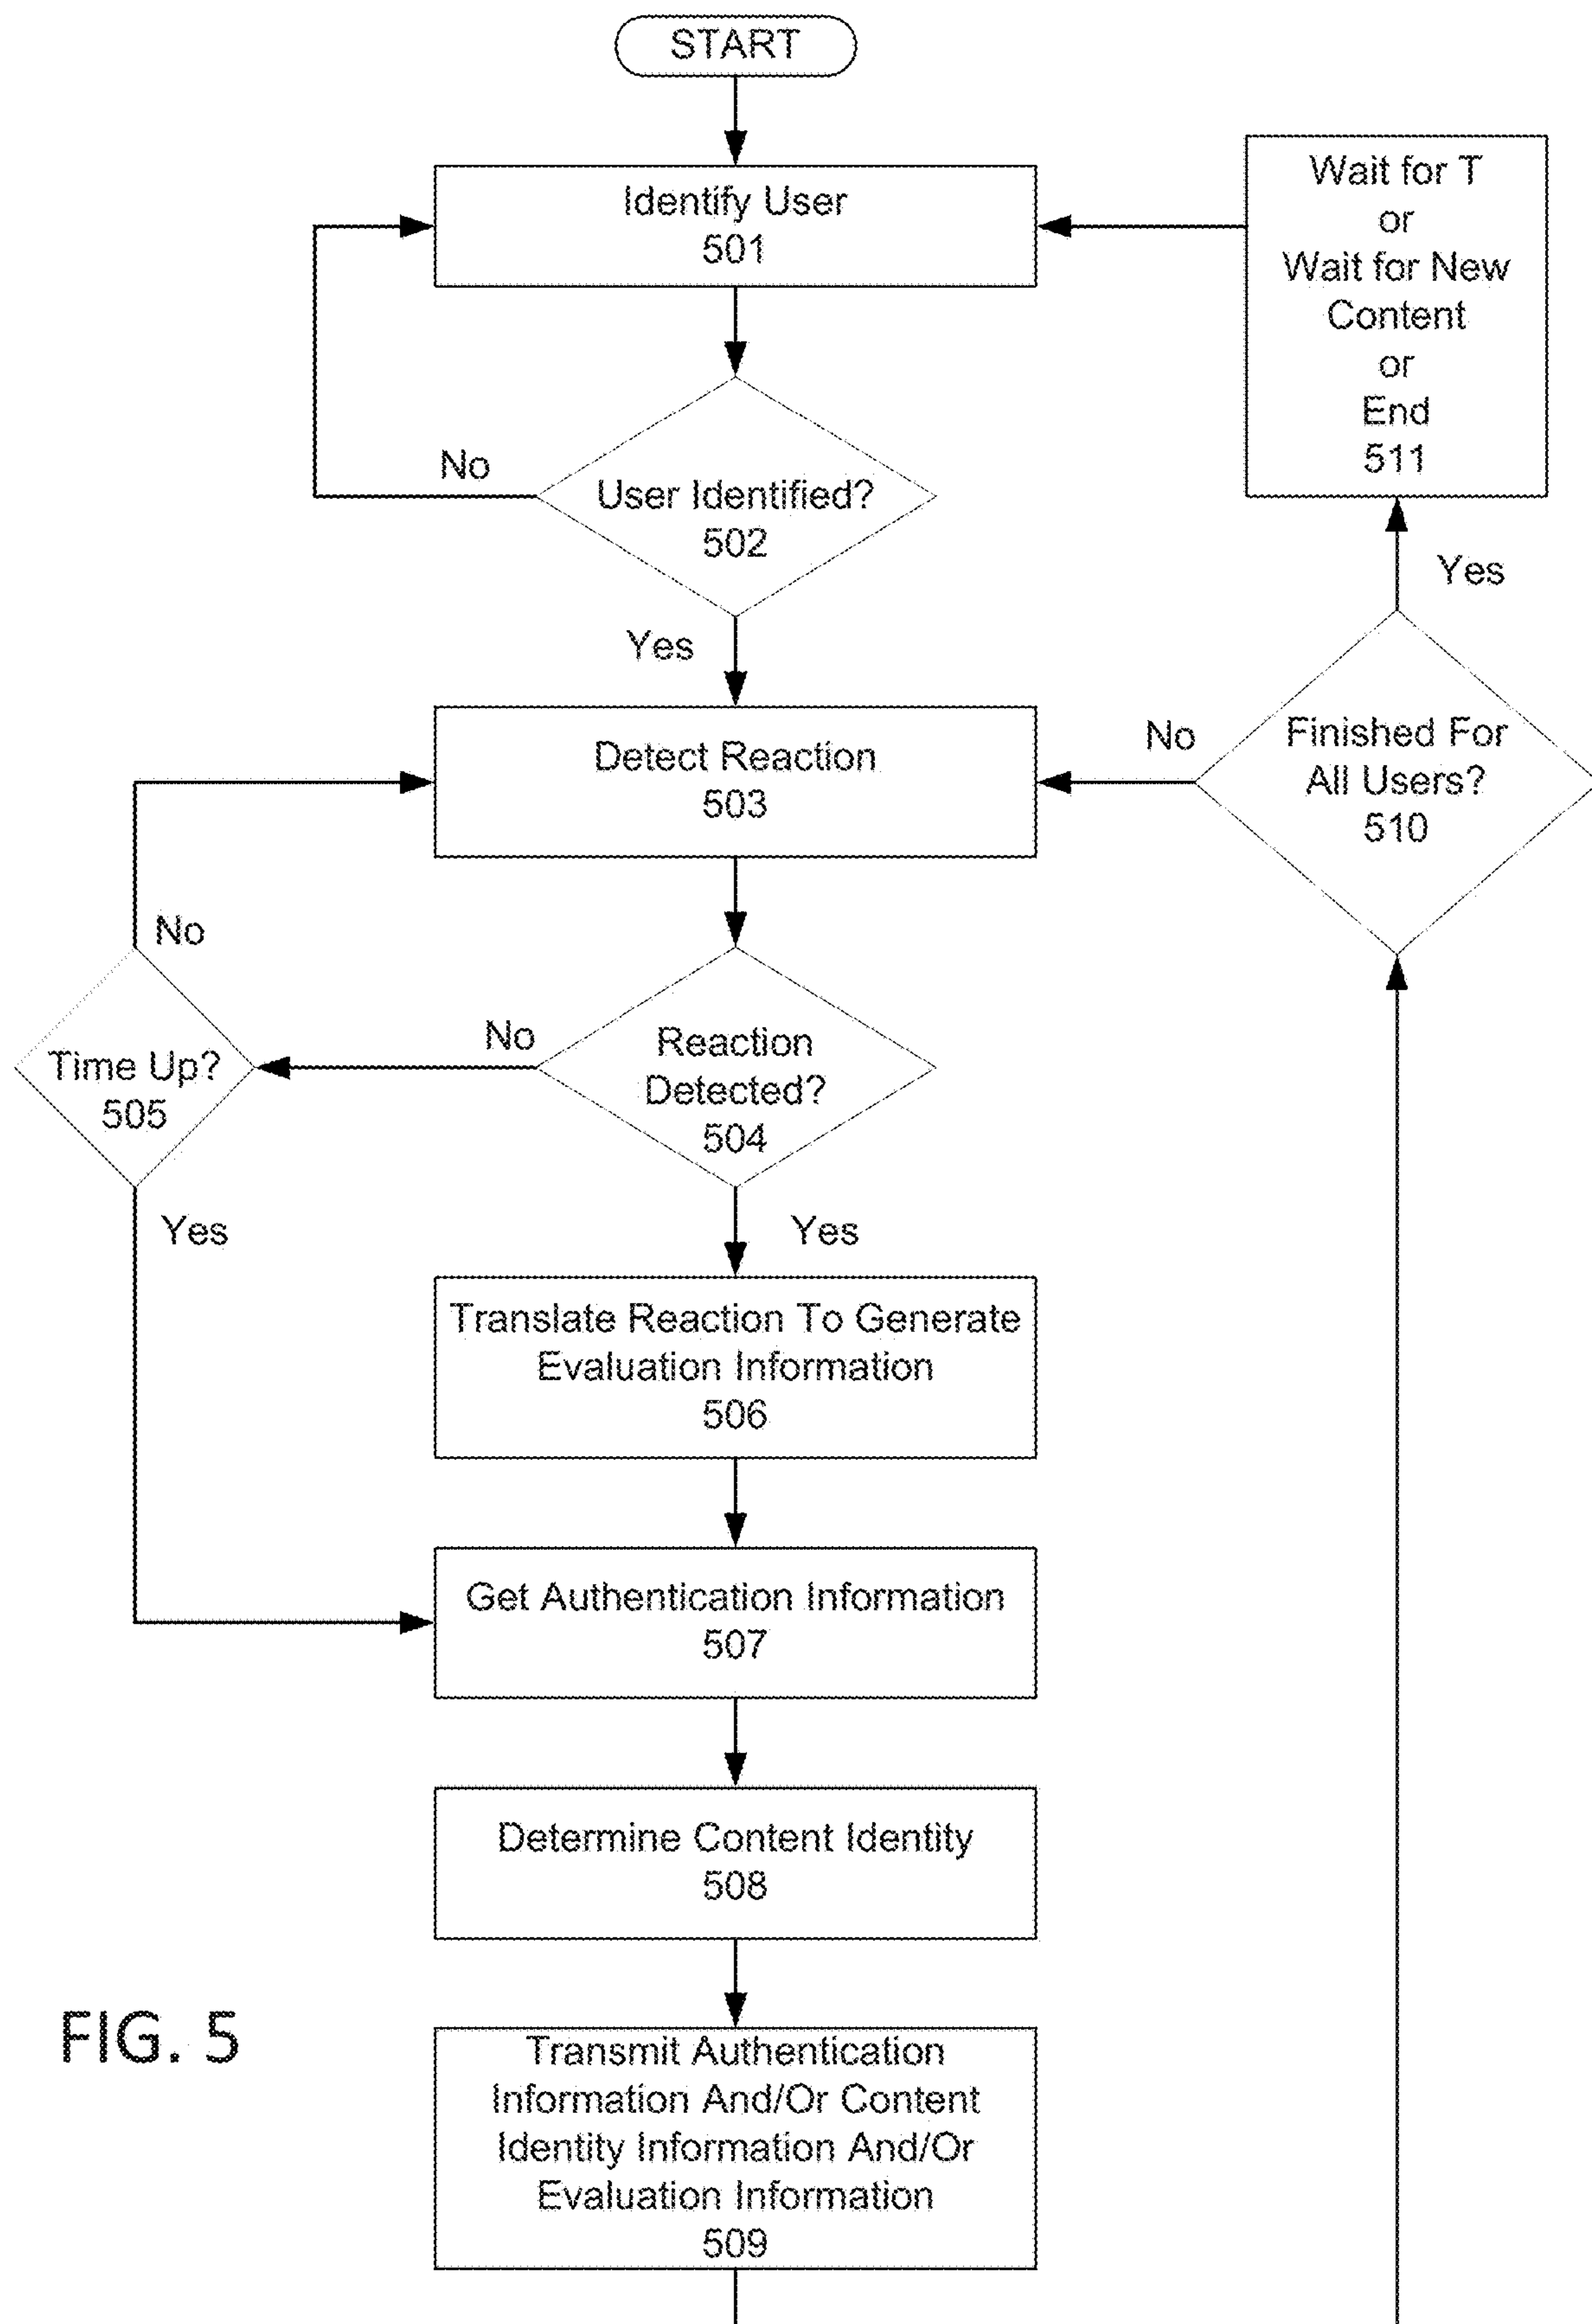 START
Identify User
501
Wait for T
or
Wait for New
Content
or
End
511
No
User Identified?
502
Yes
Yes
Detect Reaction
503
No
Finished For
All Users?
510
No
Time Up?
505
No
Reaction
Detected?
504
Yes
Yes
Translate Reaction To Generate
Evaluation Information
506
Get Authentication Information
507
Determine Content Identity
508
FIG. 5
Transmit Authentication
Information And/Or Content
Identity Information And/Or
Evaluation Information
509